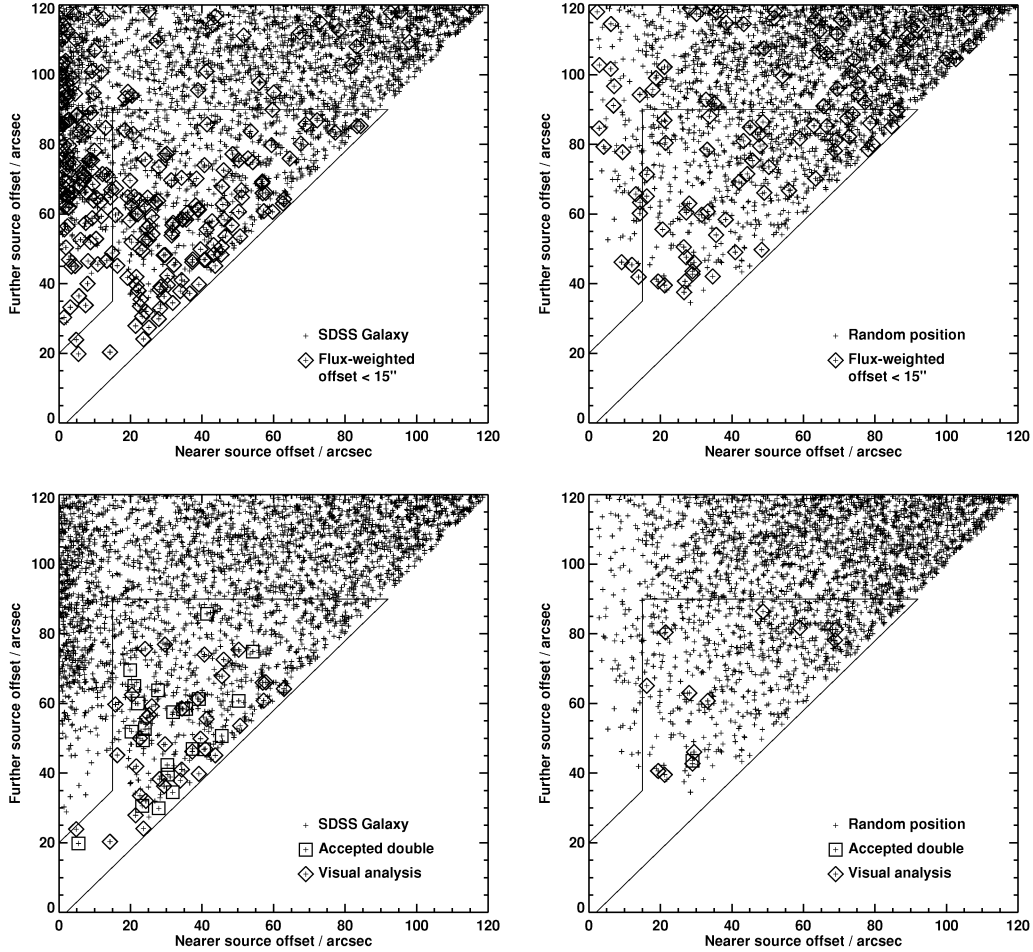 120
100
80
60
40
20
0
Further source offset / arcsec
SDSS Galaxy
Flux-weighted
offset < 15"
0 20 40 60 80 100 120
Nearer source offset / arcsec
120
100
80
60
40
20
0
Further source offset / arcsec
Random position
Flux-weighted
offset < 15"
0 20 40 60 80 100 120
Nearer source offset / arcsec
120
100
80
60
40
20
0
Further source offset / arcsec
SDSS Galaxy
Accepted double
Visual analysis
0 20 40 60 80 100 120
Nearer source offset / arcsec
120
100
80
60
40
20
0
Further source offset / arcsec
Random position
Accepted double
Visual analysis
0 20 40 60 80 100 120
Nearer source offset / arcsec